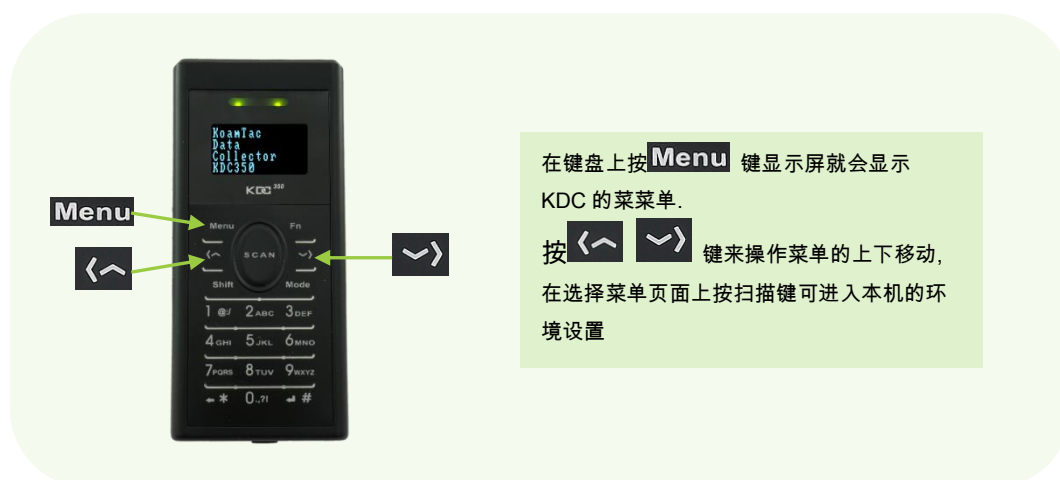 KoamTac
Data
Collector
KDC350
KDC 350
Menu
Menu Fn
SCAN
Shift Mode
1 @:/ 2ABC 3DEF
4GHI 5JKL 6MNO
7PQRS 8TUV 9WXYZ
* 0.,?! #
在键盘上按Menu 键显示屏就会显示
KDC 的菜菜单.
按 键来操作菜单的上下移动,
在选择菜单页面上按扫描键可进入本机的环
境设置